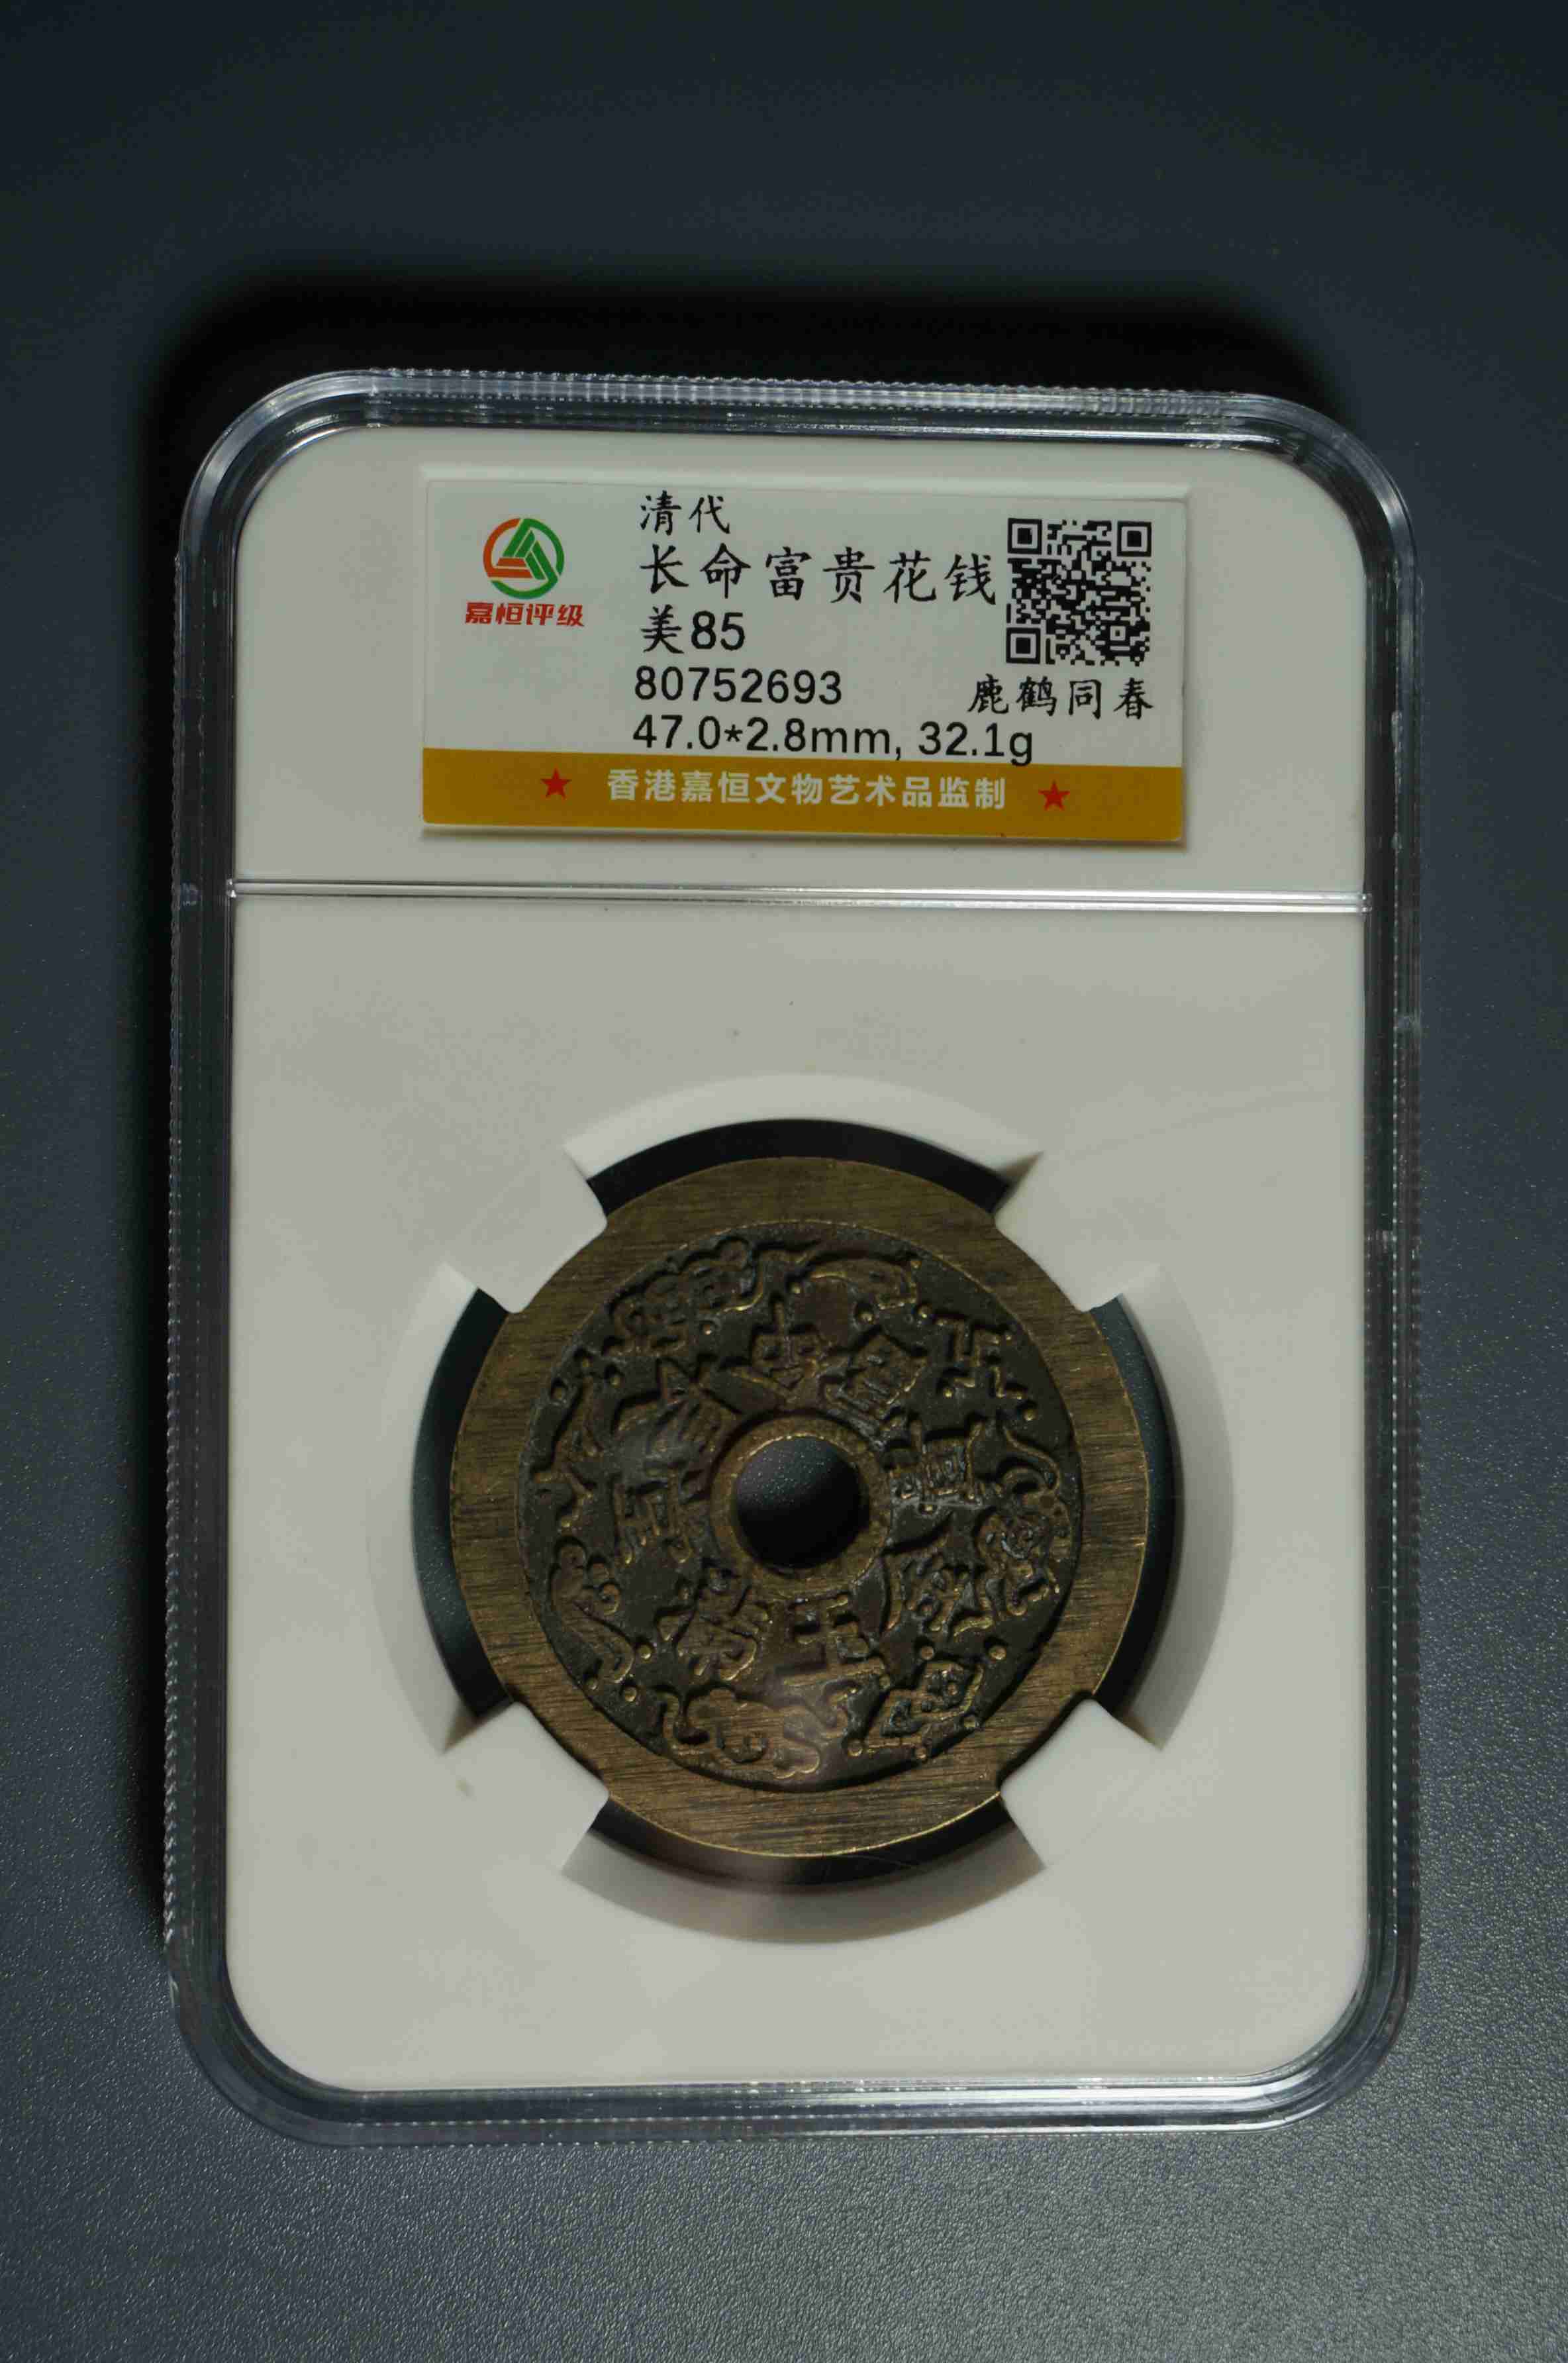 清代
长命富贵花钱
嘉恒评级
美85
80752693
鹿鹤同春
47.0*2.8mm, 32.1g
★ 香港嘉恒文物艺术品监制 ★